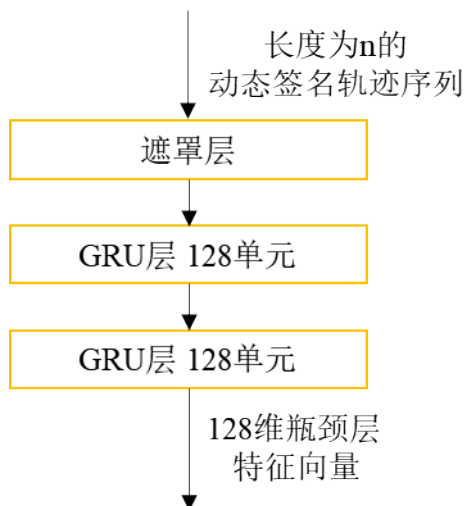 长度为n的
动态签名轨迹序列
遮罩层
GRU层 128单元
GRU层 128单元
128维瓶颈层
特征向量